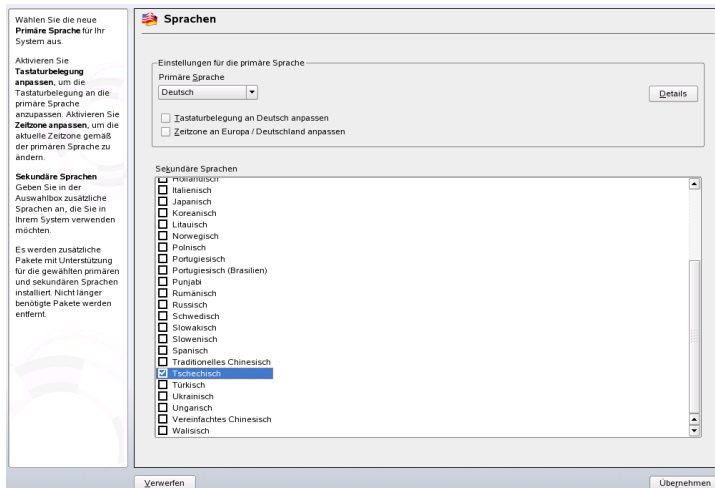 Wählen Sie die neue
Primäre Sprache für Ihr
System aus.
Aktivieren Sie
Tastaturbelegung
anpassen, um die
Tastaturbelegung an die
primäre Sprache
anzupassen. Aktivieren Sie
Zeitzone anpassen, um die
aktuelle Zeitzone gemäß
der primären Sprache zu
ändern.
Sekundäre Sprachen
Geben Sie in der
Auswahlbox zusätzliche
Sprachen an, die Sie in
Ihrem System verwenden
möchten.
Es werden zusätzliche
Pakete mit Unterstützung
für die gewählten primären
und sekundären Sprachen
installiert. Nicht länger
benötigte Pakete werden
entfernt.
Sprachen
Einstellungen für die primäre Sprache
Primäre Sprache
Deutsch
Details
Tastaturbelegung an Deutsch anpassen
Zeitzone an Europa / Deutschland anpassen
Sekundäre Sprachen
Holländisch
Italienisch
Japanisch
Koreanisch
Litauisch
Norwegisch
Polnisch
Portugiesisch
Portugiesisch (Brasilien)
Punjabi
Rumänisch
Russisch
Schwedisch
Slowakisch
Slowenisch
Spanisch
Traditionelles Chinesisch
Tschechisch
Türkisch
Ukrainisch
Ungarisch
Vereinfachtes Chinesisch
Walisisch
Verwerfen
Übernehmen